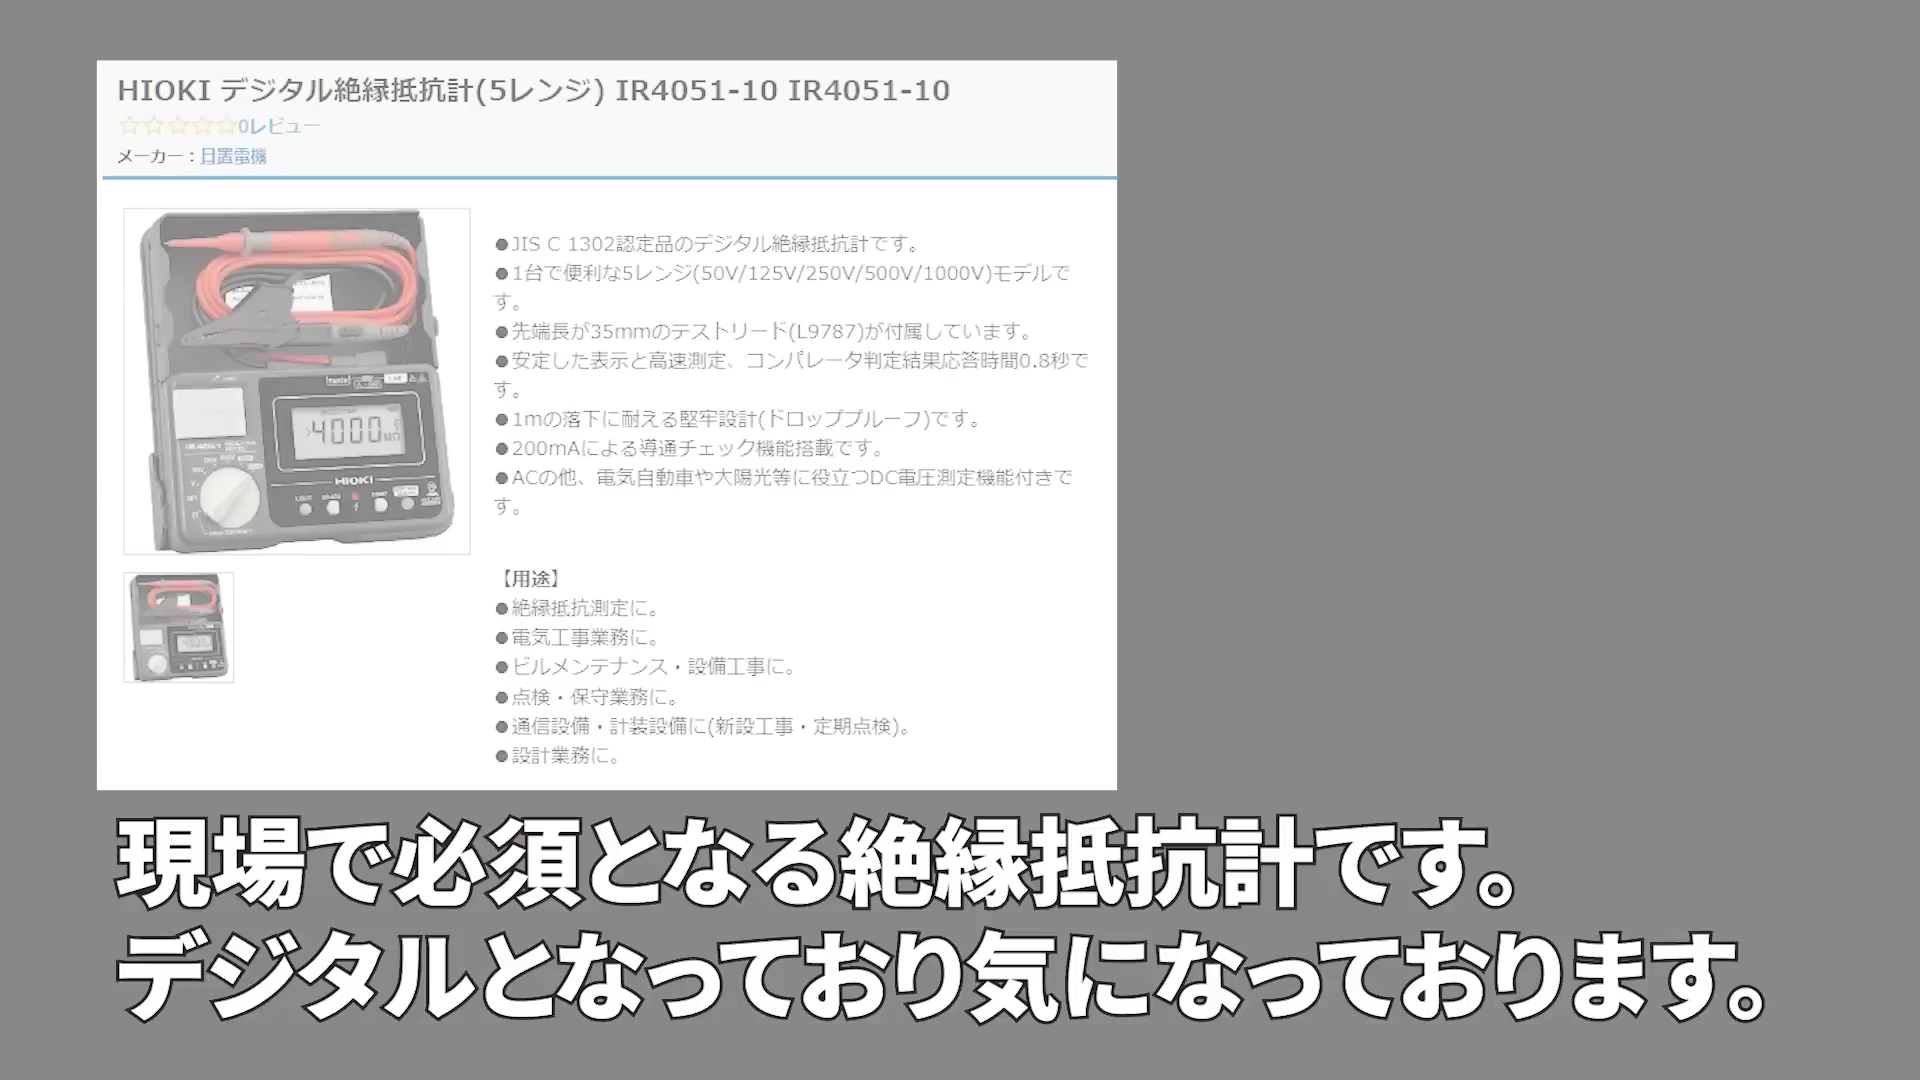 HIOKI デジタル絶縁抵抗計(5レンジ) IR4051-10 IR4051-10
☆☆☆☆☆0レビュー
メーカー：日置電機
●JIS C 1302認定品のデジタル絶縁抵抗計です。
●1台で便利な5レンジ(50V/125V/250V/500V/1000V)モデルで
す。
●先端長が35mmのテストリード(L9787)が付属しています。
●安定した表示と高速測定、コンパレータ判定結果応答時間0.8秒で
す。
●1mの落下に耐える堅牢設計(ドロッププルーフ)です。
●200mAによる導通チェック機能搭載です。
●ACの他、電気自動車や大陽光等に役立つDC電圧測定機能付きで
す。
>4000
MΩ
HIOKI
【用途】
●絶縁抵抗測定に。
●電気工事業務に。
●ビルメンテナンス・設備工事に。
●点検・保守業務に。
●通信設備・計装設備に(新設工事・定期点検)。
●設計業務に。
現場で必須となる絶縁抵抗計です。
デジタルとなっており気になっております。